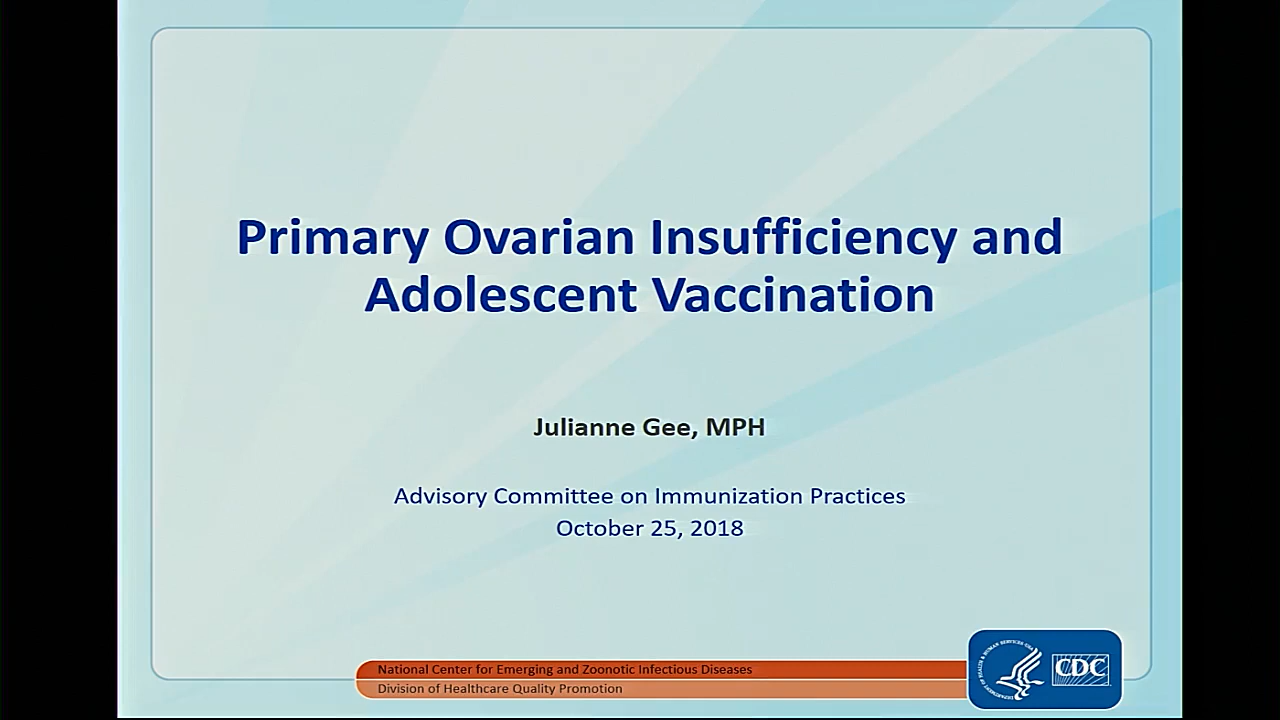 Primary Ovarian Insufficiency and
Adolescent Vaccination
Julianne Gee, MPH
Advisory Committee on Immunization Practices
October 25, 2018
National Center for Emerging and Zoonotic Infectious Diseases
Division of Healthcare Quality Promotion
CDC